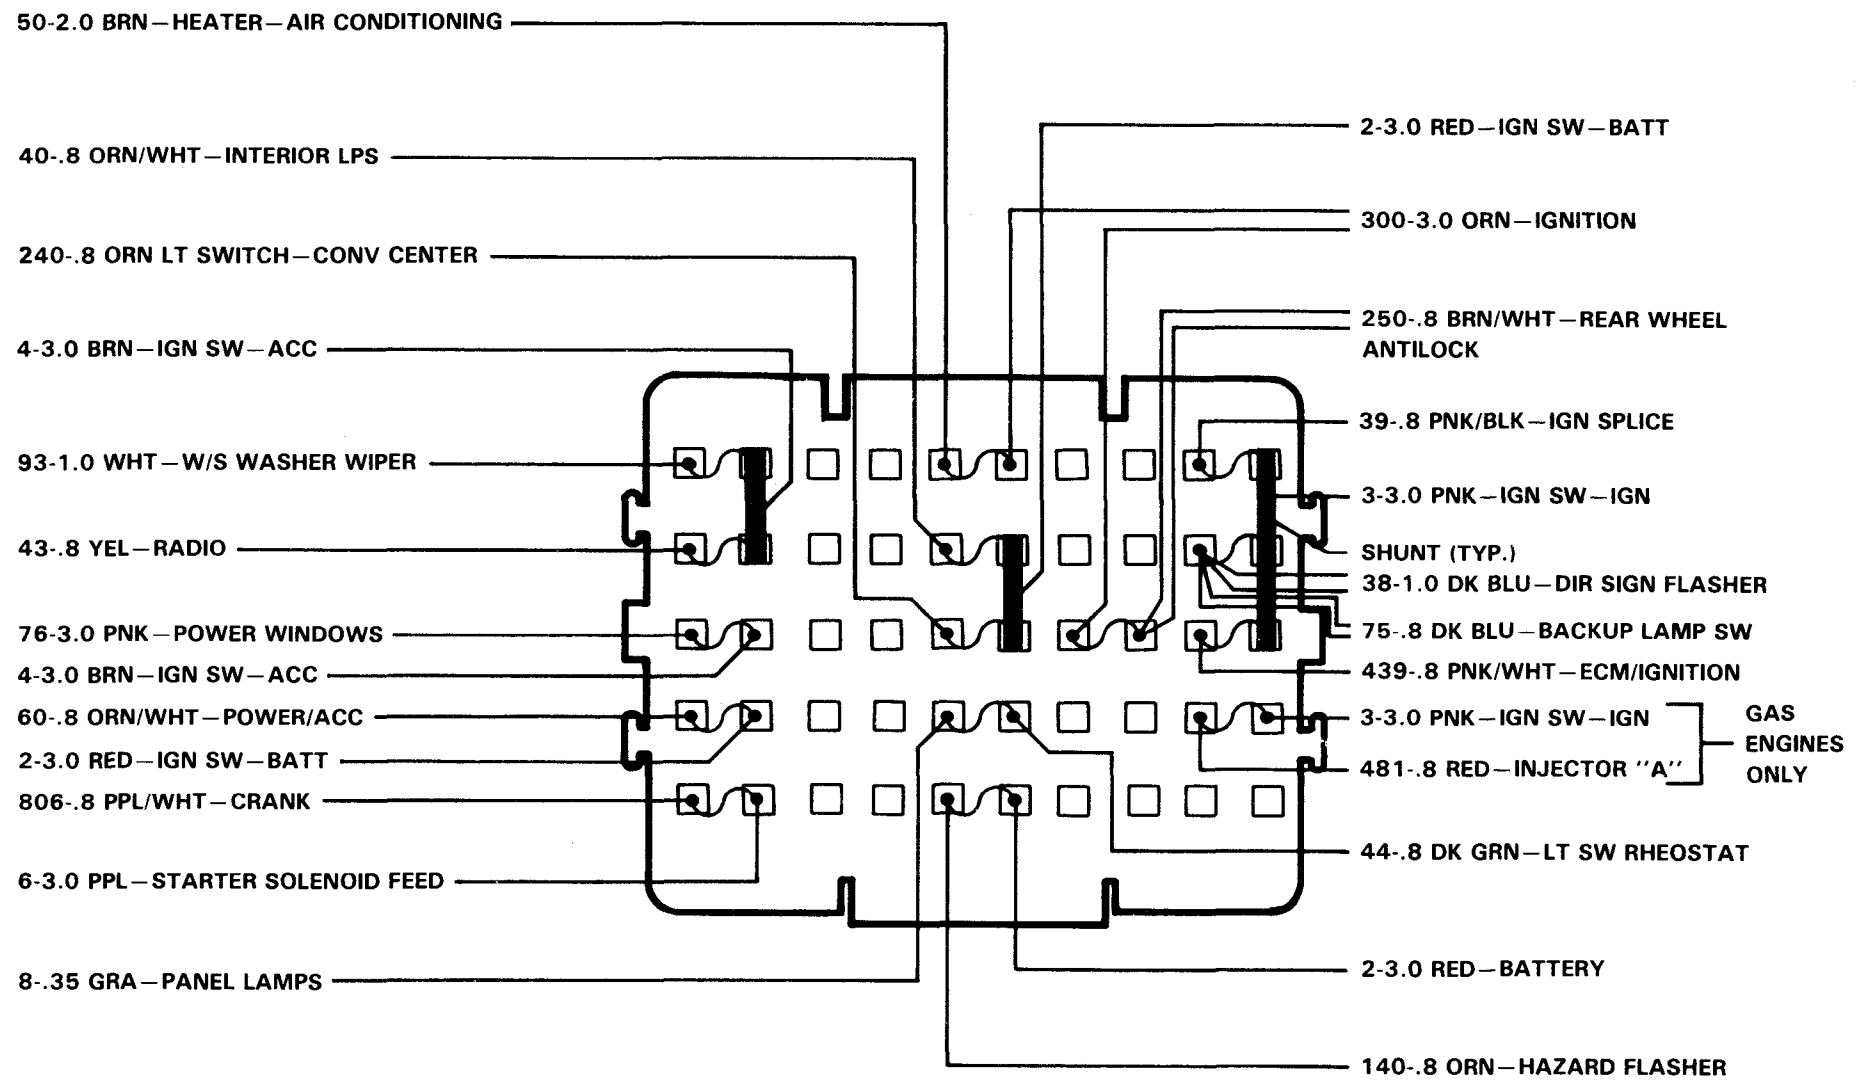 50-2.0 BRN—HEATER—AIR CONDITIONING
40-.8 ORN/WHT—INTERIOR LPS
240-.8 ORN LT SWITCH—CONV CENTER
4-3.0 BRN—IGN SW—ACC
93-1.0 WHT—W/S WASHER WIPER
43-.8 YEL—RADIO
76-3.0 PNK—POWER WINDOWS
4-3.0 BRN—IGN SW—ACC
60-.8 ORN/WHT—POWER/ACC
2-3.0 RED—IGN SW—BATT
806-.8 PPL/WHT—CRANK
6-3.0 PPL—STARTER SOLENOID FEED
8-.35 GRA—PANEL LAMPS
2-3.0 RED—IGN SW—BATT
300-3.0 ORN—IGNITION
250-.8 BRN/WHT—REAR WHEEL
ANTILOCK
39-.8 PNK/BLK—IGN SPLICE
3-3.0 PNK—IGN SW—IGN
SHUNT (TYP.)
38-1.0 DK BLU—DIR SIGN FLASHER
75-.8 DK BLU—BACKUP LAMP SW
439-.8 PNK/WHT—ECM/IGNITION
3-3.0 PNK—IGN SW—IGN
481-.8 RED—INJECTOR "A"
GAS
ENGINES
ONLY
44-.8 DK GRN—LT SW RHEOSTAT
2-3.0 RED—BATTERY
140-.8 ORN—HAZARD FLASHER